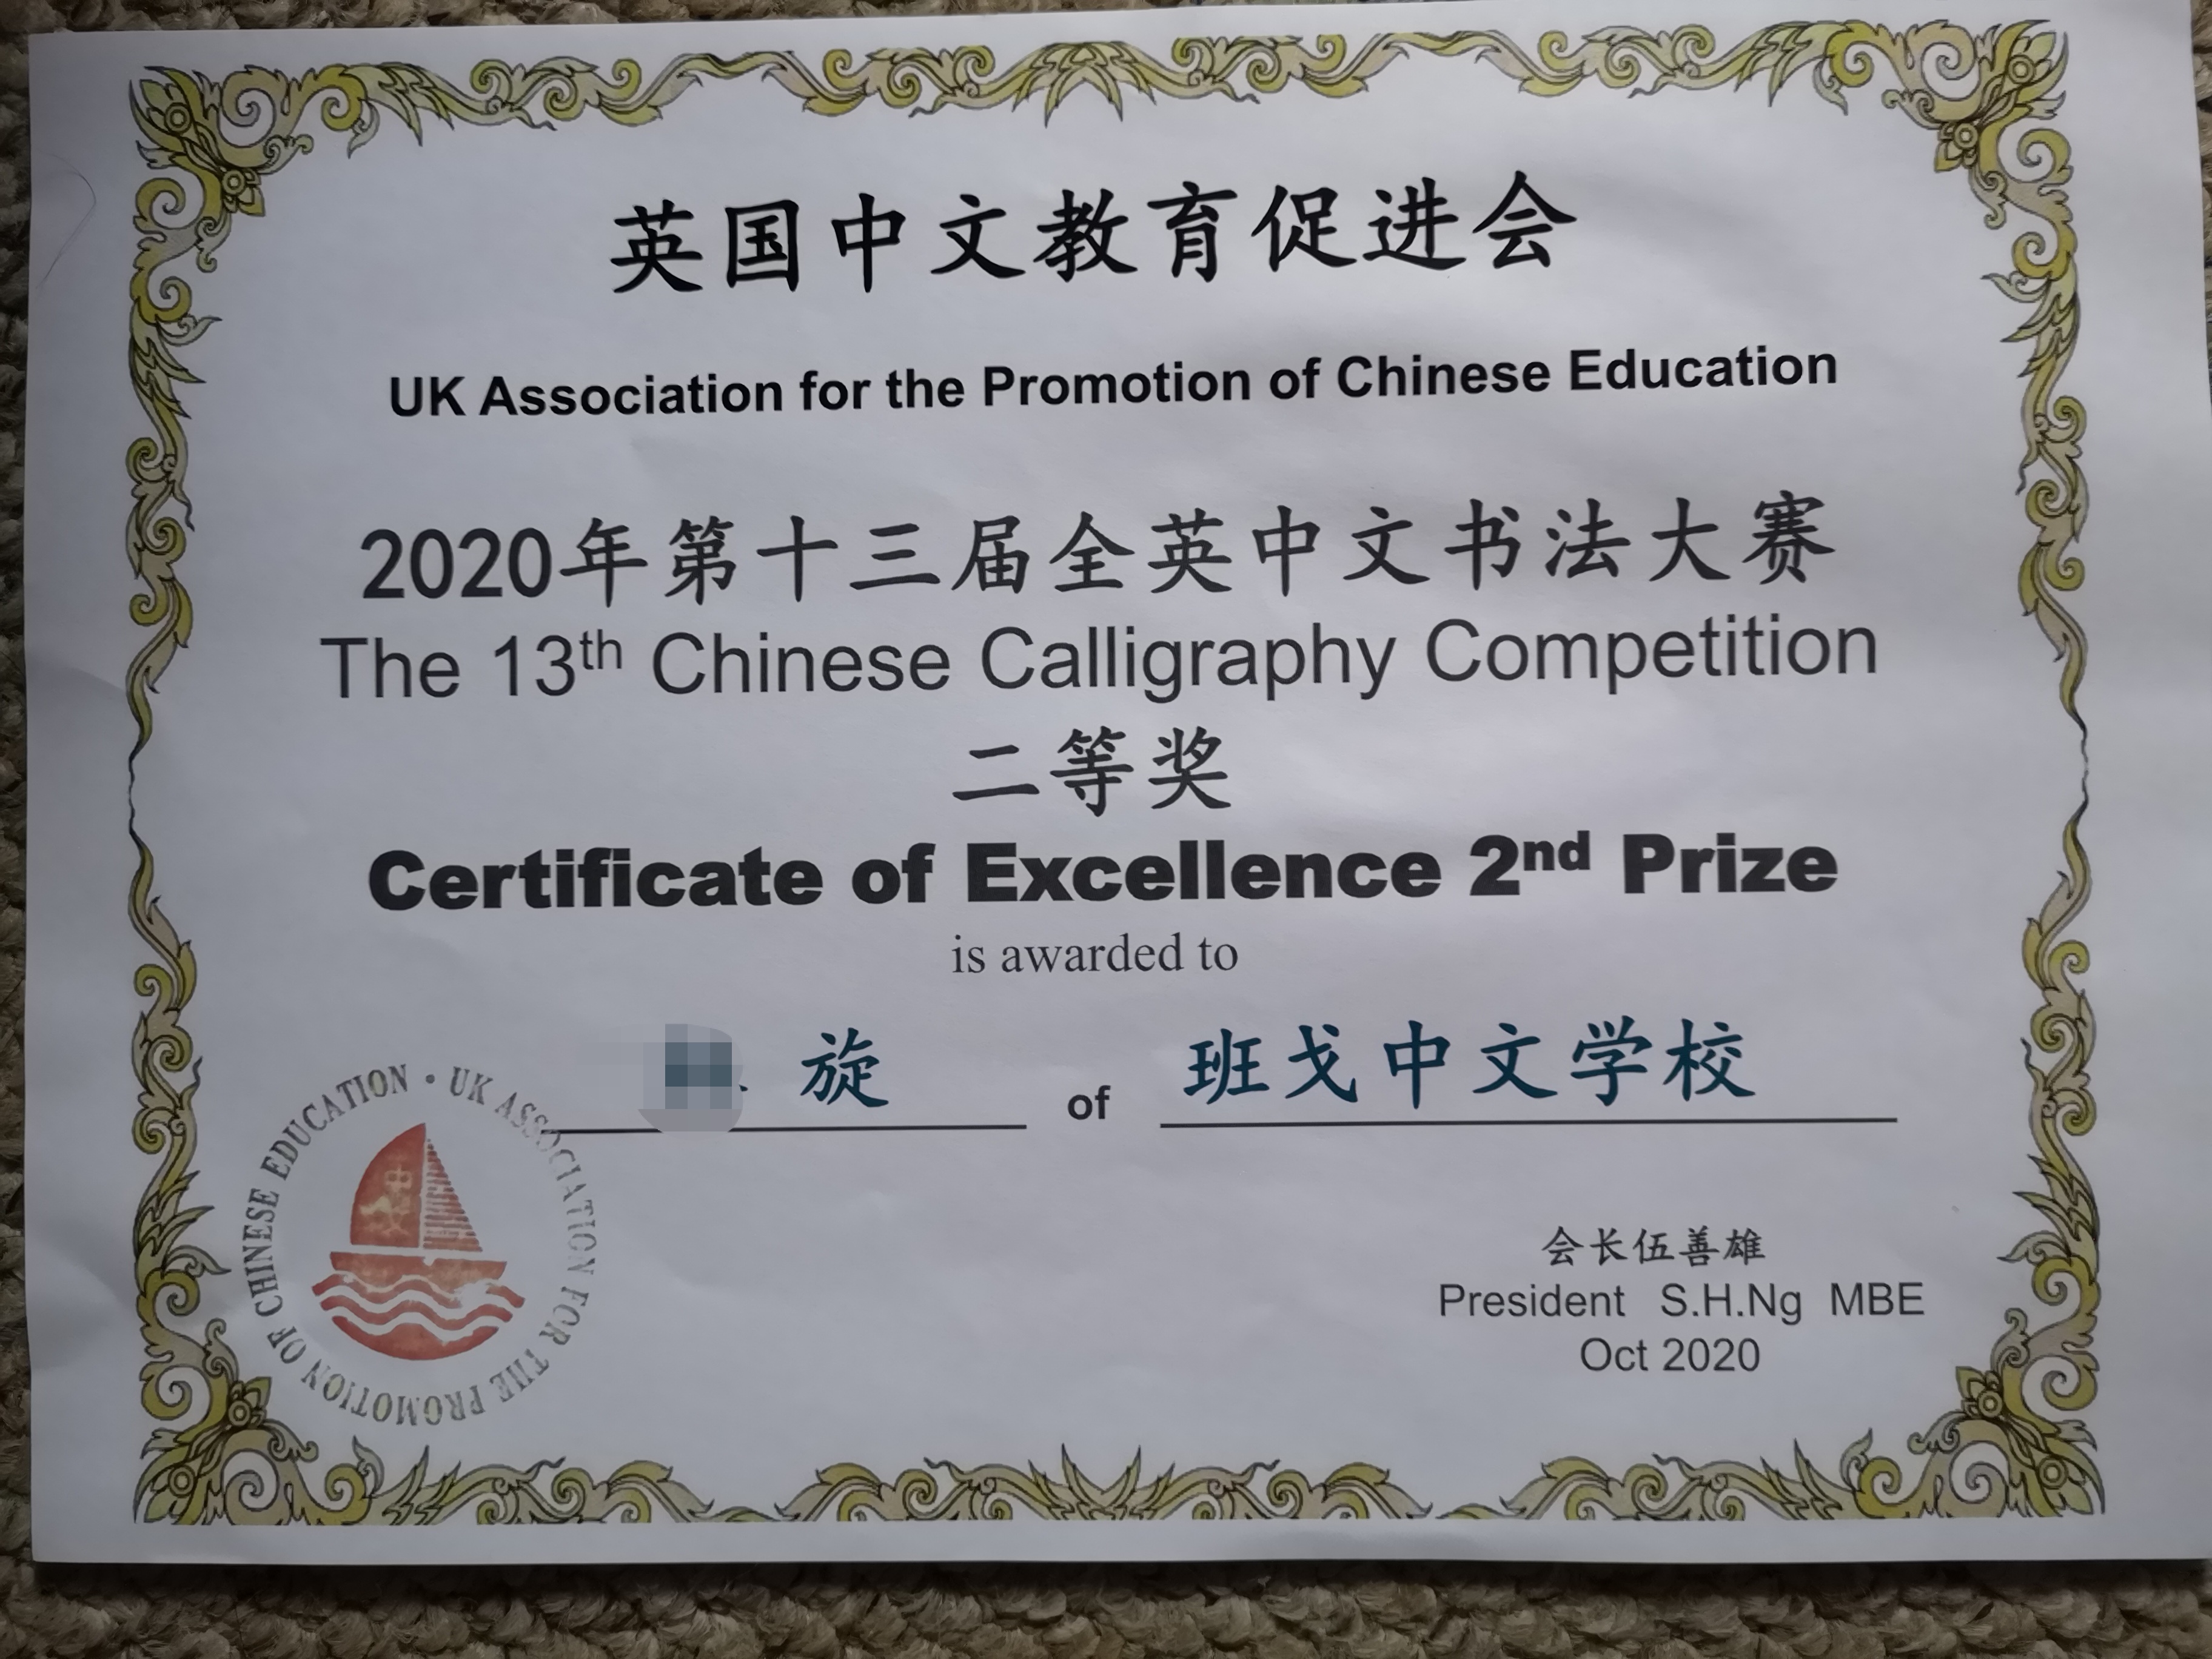 英国中文教育促进会
UK Association for the Promotion of Chinese Education
2020年第十三届全英中文书法大赛
The 13th Chinese Calligraphy Competition
二等奖
Certificate of Excellence 2nd Prize
is awarded to
旋 of 班戈中文学校
UK ASSOCIATION FOR THE PROMOTION OF CHINESE EDUCATION
会长伍善雄
President S.H.Ng MBE
Oct 2020